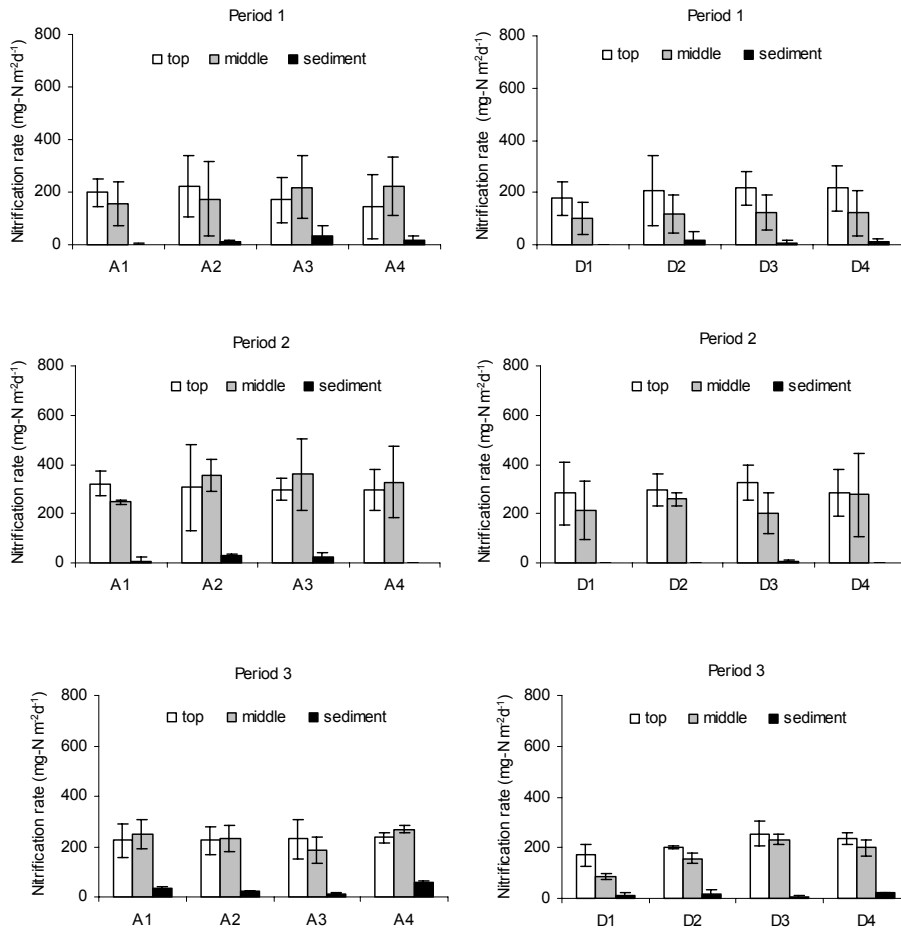 Period 1
top middle sediment
Nitrification rate (mg-N m-2d-1)
800
600
400
200
0
A1 A2 A3 A4
Period 1
top middle sediment
Nitrification rate (mg-N m-2d-1)
800
600
400
200
0
D1 D2 D3 D4
Period 2
top middle sediment
Nitrification rate (mg-N m-2d-1)
800
600
400
200
0
A1 A2 A3 A4
Period 2
top middle sediment
Nitrification rate (mg-N m-2d-1)
800
600
400
200
0
D1 D2 D3 D4
Period 3
top middle sediment
Nitrification rate (mg-N m-2d-1)
800
600
400
200
0
A1 A2 A3 A4
Period 3
top middle sediment
Nitrification rate (mg-N m-2d-1)
800
600
400
200
0
D1 D2 D3 D4